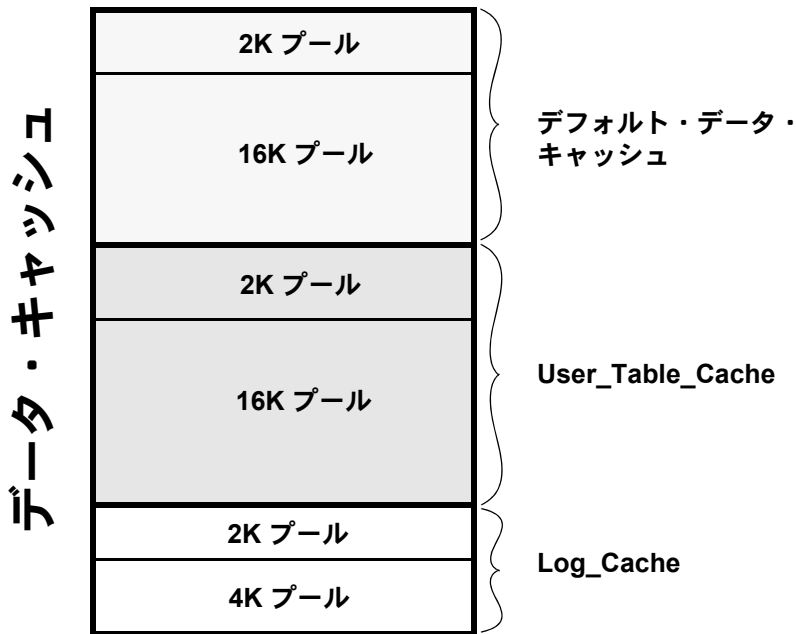 データ・キャッシュ
2K プール
16K プール
デフォルト・データ・
キャッシュ
2K プール
16K プール
User_Table_Cache
2K プール
4K プール
Log_Cache